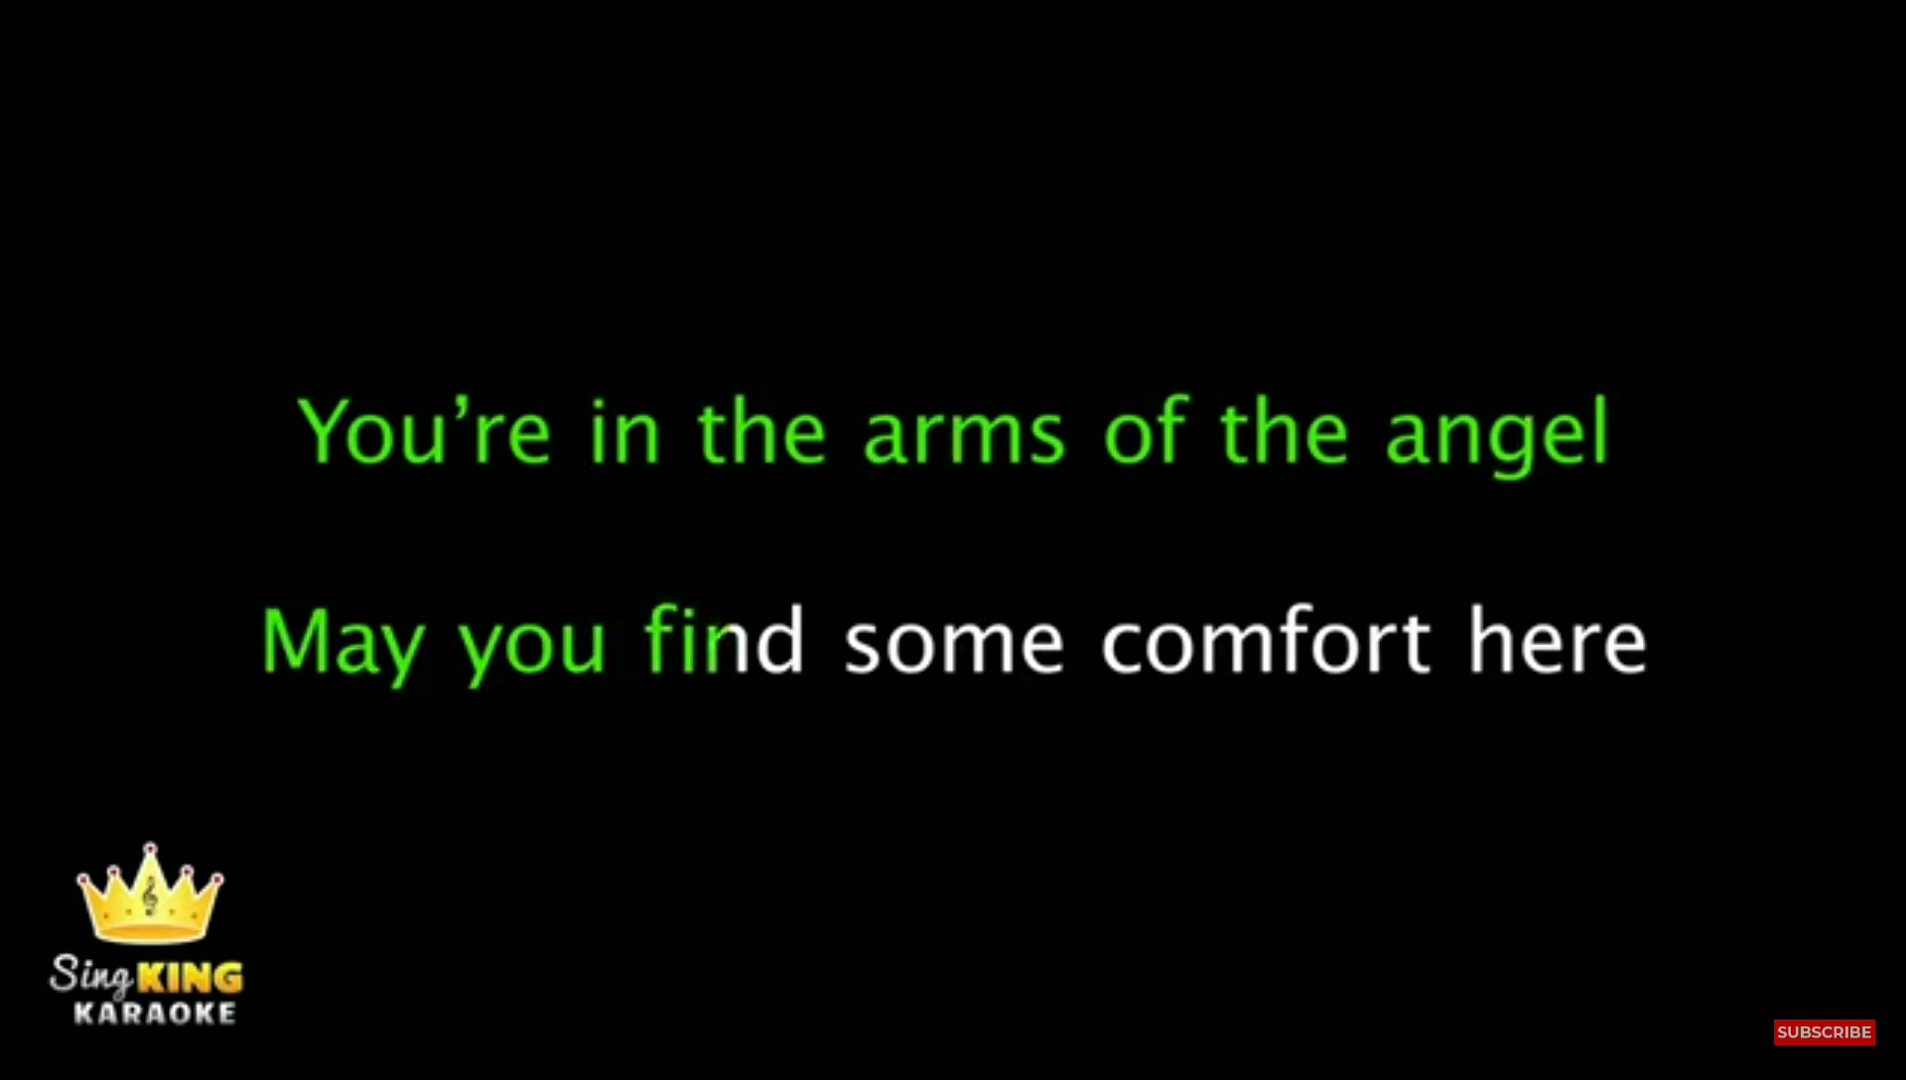 You’re in the arms of the angel
May you find some comfort here
Sing KING
KARAOKE
SUBSCRIBE